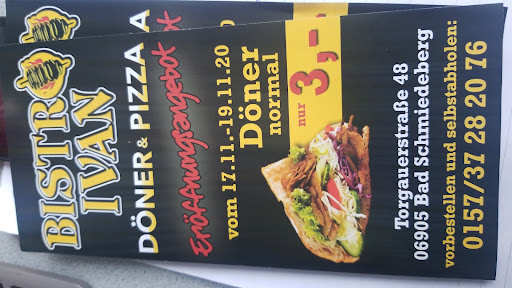 BISTRO
IVAN
DÖNER & PIZZA
Eröffnungsangebot
vom 17.11.-19.11.20
Döner
normal
nur 3,-
Torgauerstraße 48
06905 Bad Schmiedeberg
vorbestellen und selbstabholen:
0157/37 28 20 76